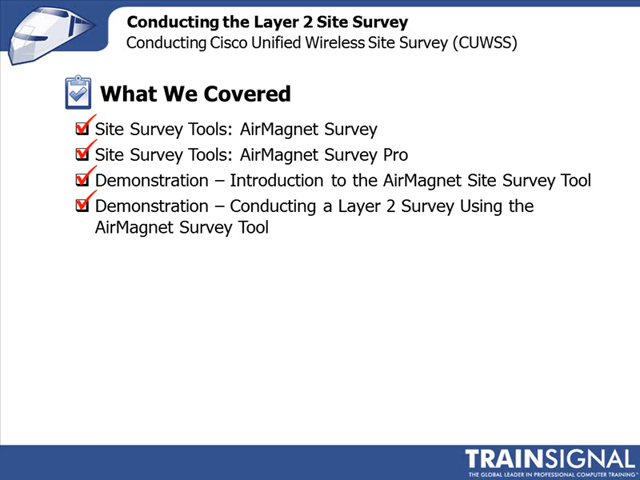 Conducting the Layer 2 Site Survey
Conducting Cisco Unified Wireless Site Survey (CUWSS)
What We Covered
Site Survey Tools: AirMagnet Survey
Site Survey Tools: AirMagnet Survey Pro
Demonstration – Introduction to the AirMagnet Site Survey Tool
Demonstration – Conducting a Layer 2 Survey Using the
AirMagnet Survey Tool
TRAINSIGNAL
THE GLOBAL LEADER IN PROFESSIONAL COMPUTER TRAINING™